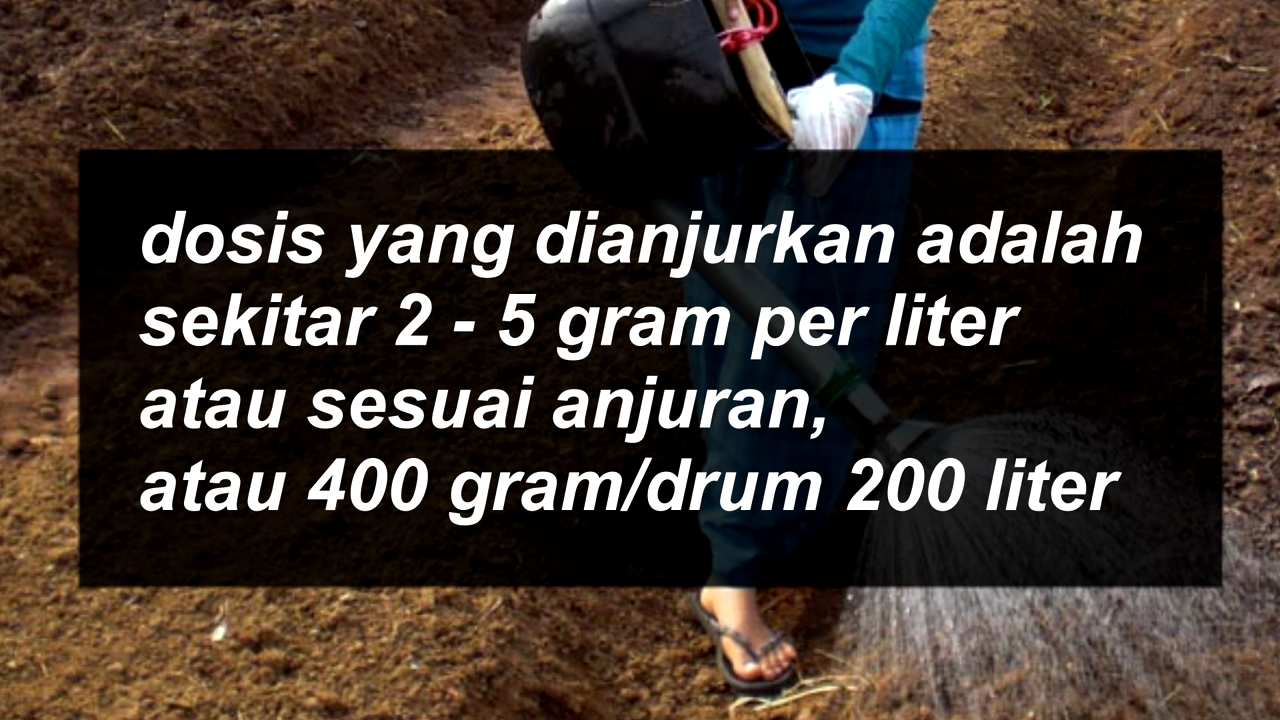 dosis yang dianjurkan adalah
sekitar 2 - 5 gram per liter
atau sesuai anjuran,
atau 400 gram/drum 200 liter